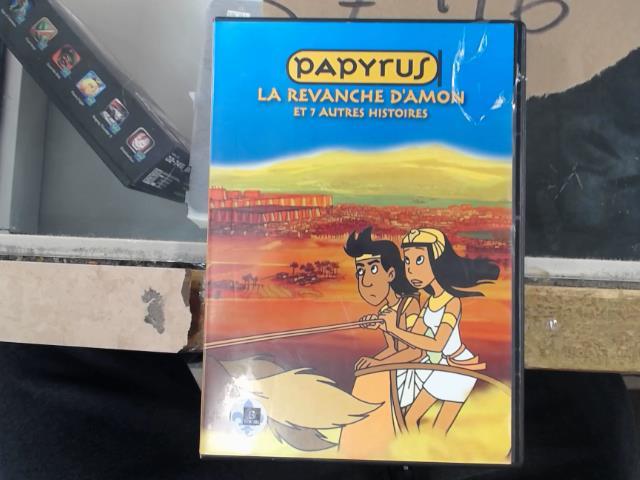 PAPYRUS
LA REVANCHE D'AMON
ET 7 AUTRES HISTOIRES